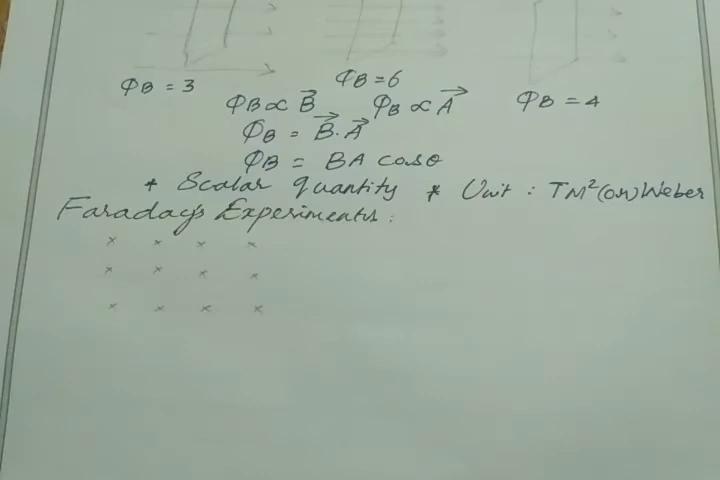 ΦB = 3
ΦB = 6
ΦB ∝ B⃗ ΦB ∝ A⃗ ΦB = 4
ΦB = B⃗ . A⃗
ΦB = BA cosθ
* Scalar quantity * Unit : TM² (or) Weber
Faraday's Experiments :
× × × ×
× × × ×
× × × ×